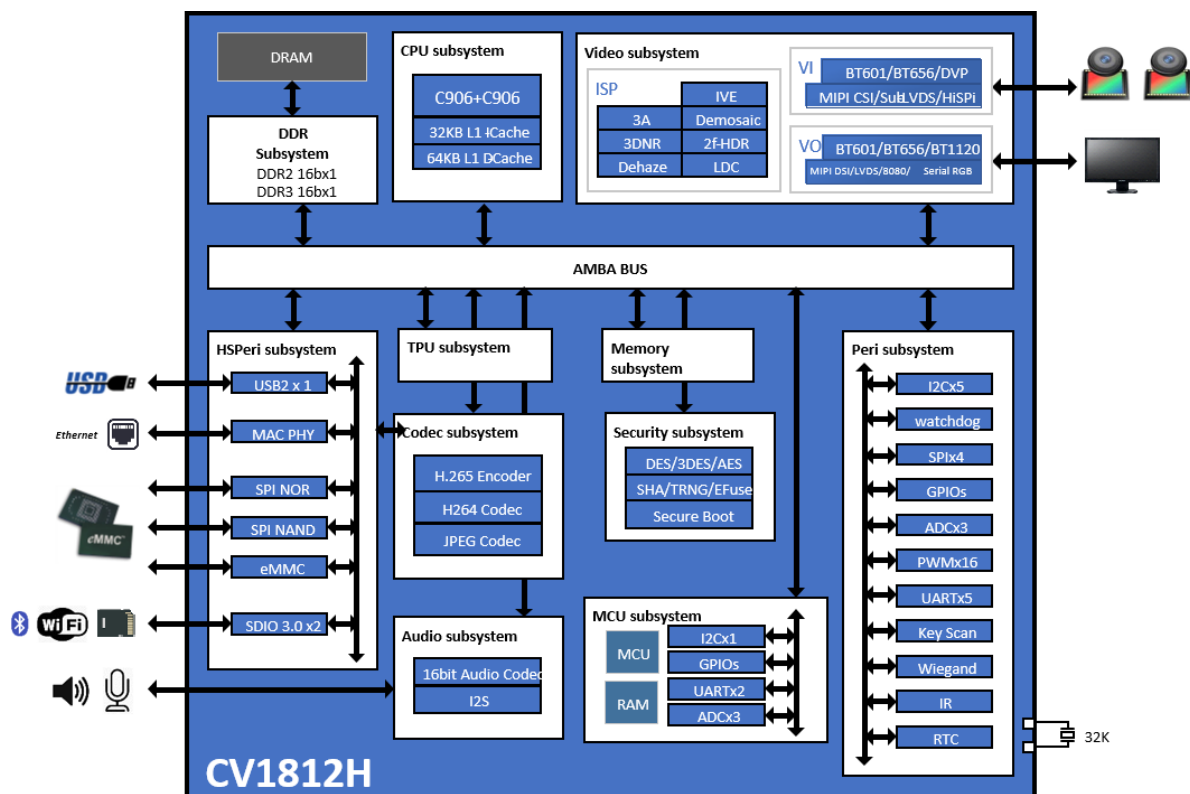 DRAM
DDR
Subsystem
DDR2 16bx1
DDR3 16bx1
CPU subsystem
C906+C906
32KB L1 ICache
64KB L1 DCache
Video subsystem
ISP
IVE
3A
Demosaic
3DNR
2f-HDR
Dehaze
LDC
VI
BT601/BT656/DVP
MIPI CSI/Sub LVDS/HiSPi
VO
BT601/BT656/BT1120
MIPI DSI/LVDS/8080/ Serial RGB
AMBA BUS
HSPeri subsystem
USB2 x 1
MAC PHY
SPI NOR
SPI NAND
eMMC
SDIO 3.0 x2
USB
Ethernet
eMMC
WiFi
TPU subsystem
Codec subsystem
H.265 Encoder
H264 Codec
JPEG Codec
Audio subsystem
16bit Audio Codec
I2S
Memory
subsystem
Security subsystem
DES/3DES/AES
SHA/TRNG/EFuse
Secure Boot
MCU subsystem
MCU
RAM
I2Cx1
GPIOs
UARTx2
ADCx3
Peri subsystem
I2Cx5
watchdog
SPIx4
GPIOs
ADCx3
PWMx16
UARTx5
Key Scan
Wiegand
IR
RTC
32K
CV1812H